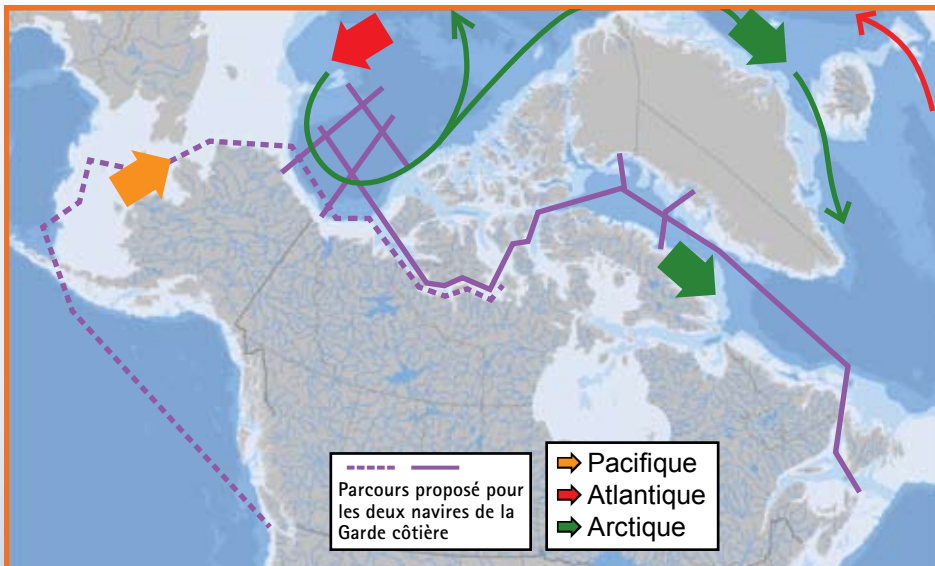 Parcours proposé pour
les deux navires de la
Garde côtière
Pacifique
Atlantique
Arctique